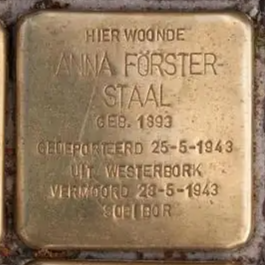 HIER WOONDE
ANNA FÖRSTER-
STAAL
GEB. 1893
GEDEPORTEERD 25-5-1943
UIT WESTERBORK
VERMOORD 28-5-1943
SOBIBOR